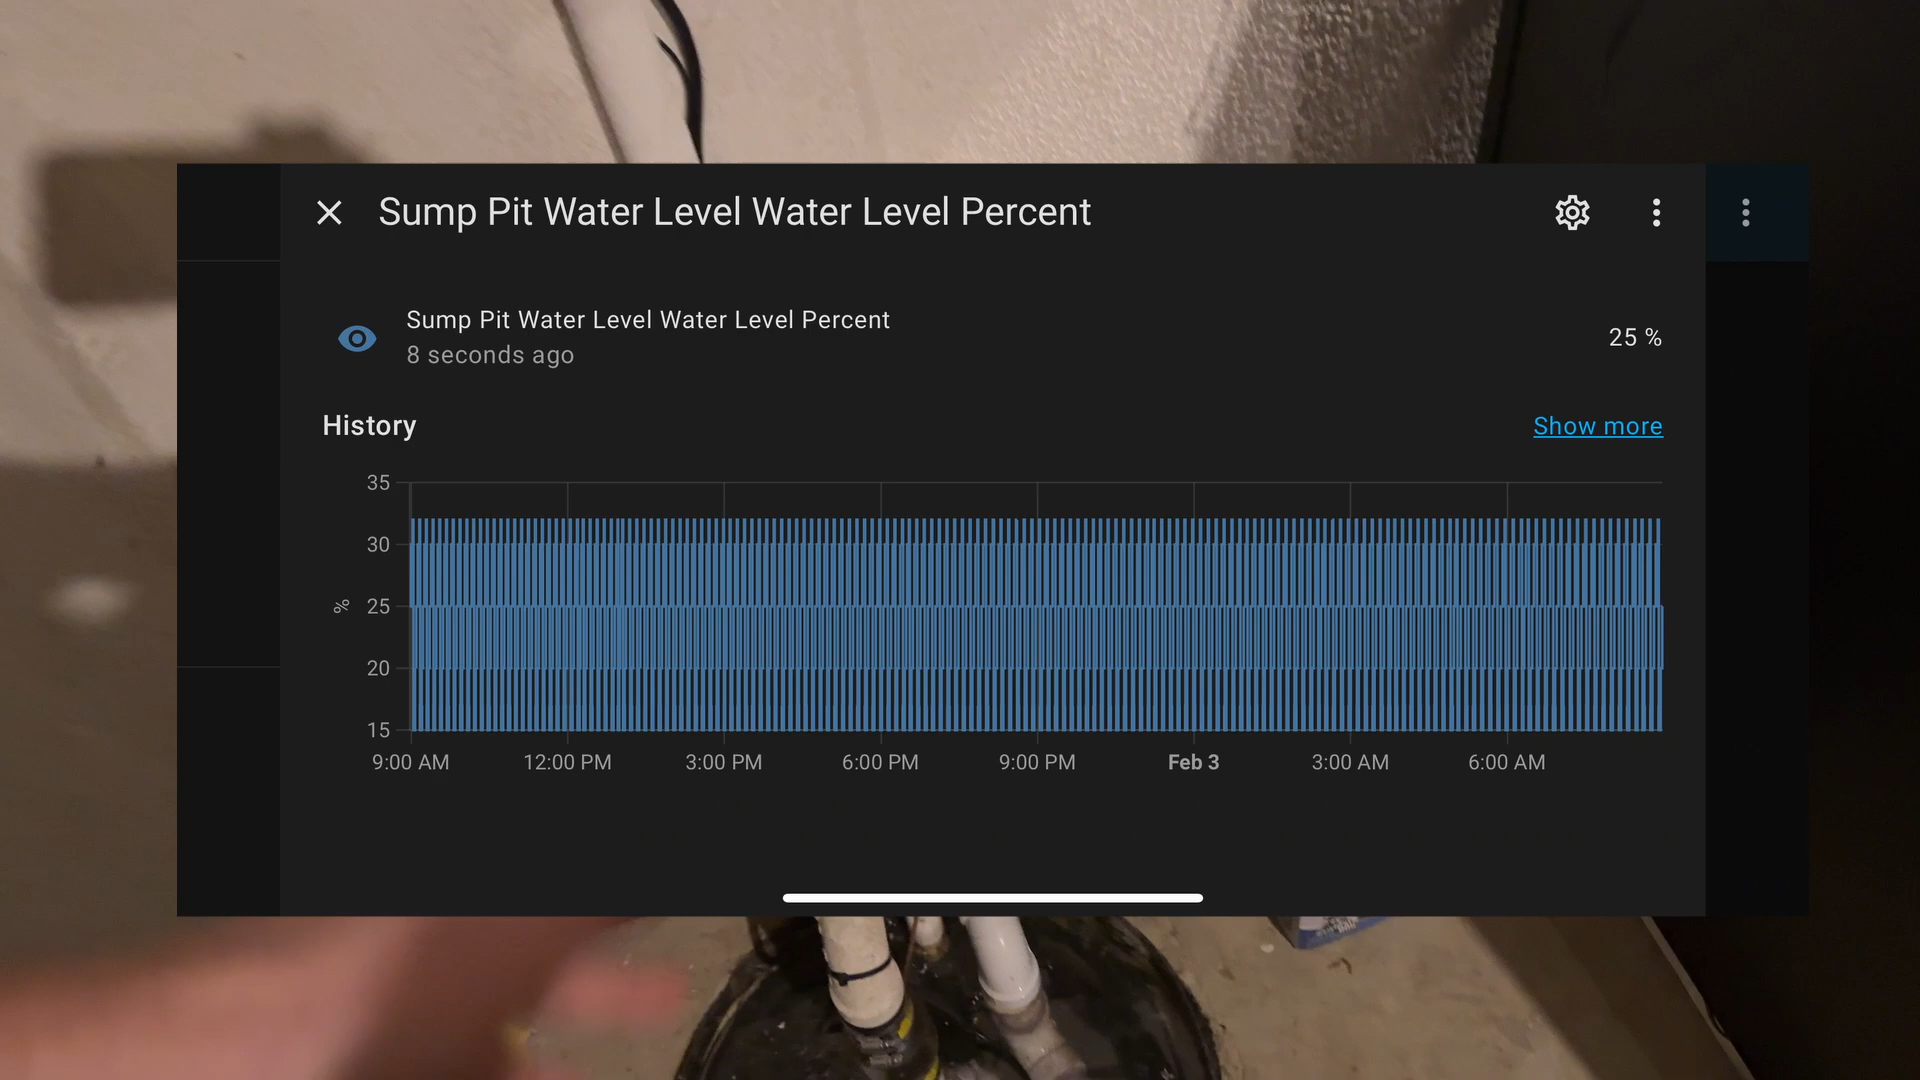 Sump Pit Water Level Water Level Percent
Sump Pit Water Level Water Level Percent
8 seconds ago
25 %
History
Show more
35
30
25
20
15
%
9:00 AM
12:00 PM
3:00 PM
6:00 PM
9:00 PM
Feb 3
3:00 AM
6:00 AM